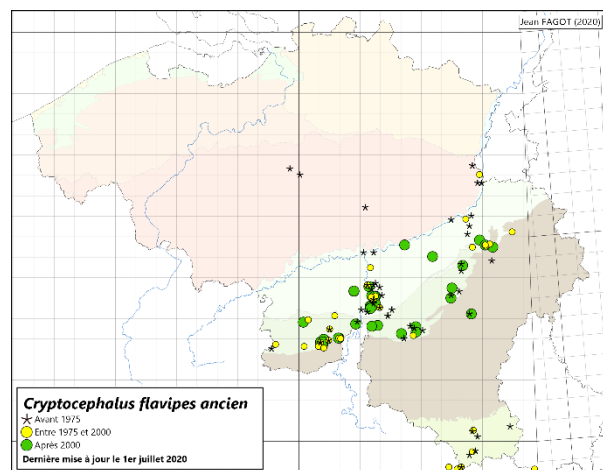 Jean FAGOT (2020)
Cryptocephalus flavipes ancien
Avant 1975
Entre 1975 et 2000
Après 2000
Dernière mise à jour le 1er juillet 2020